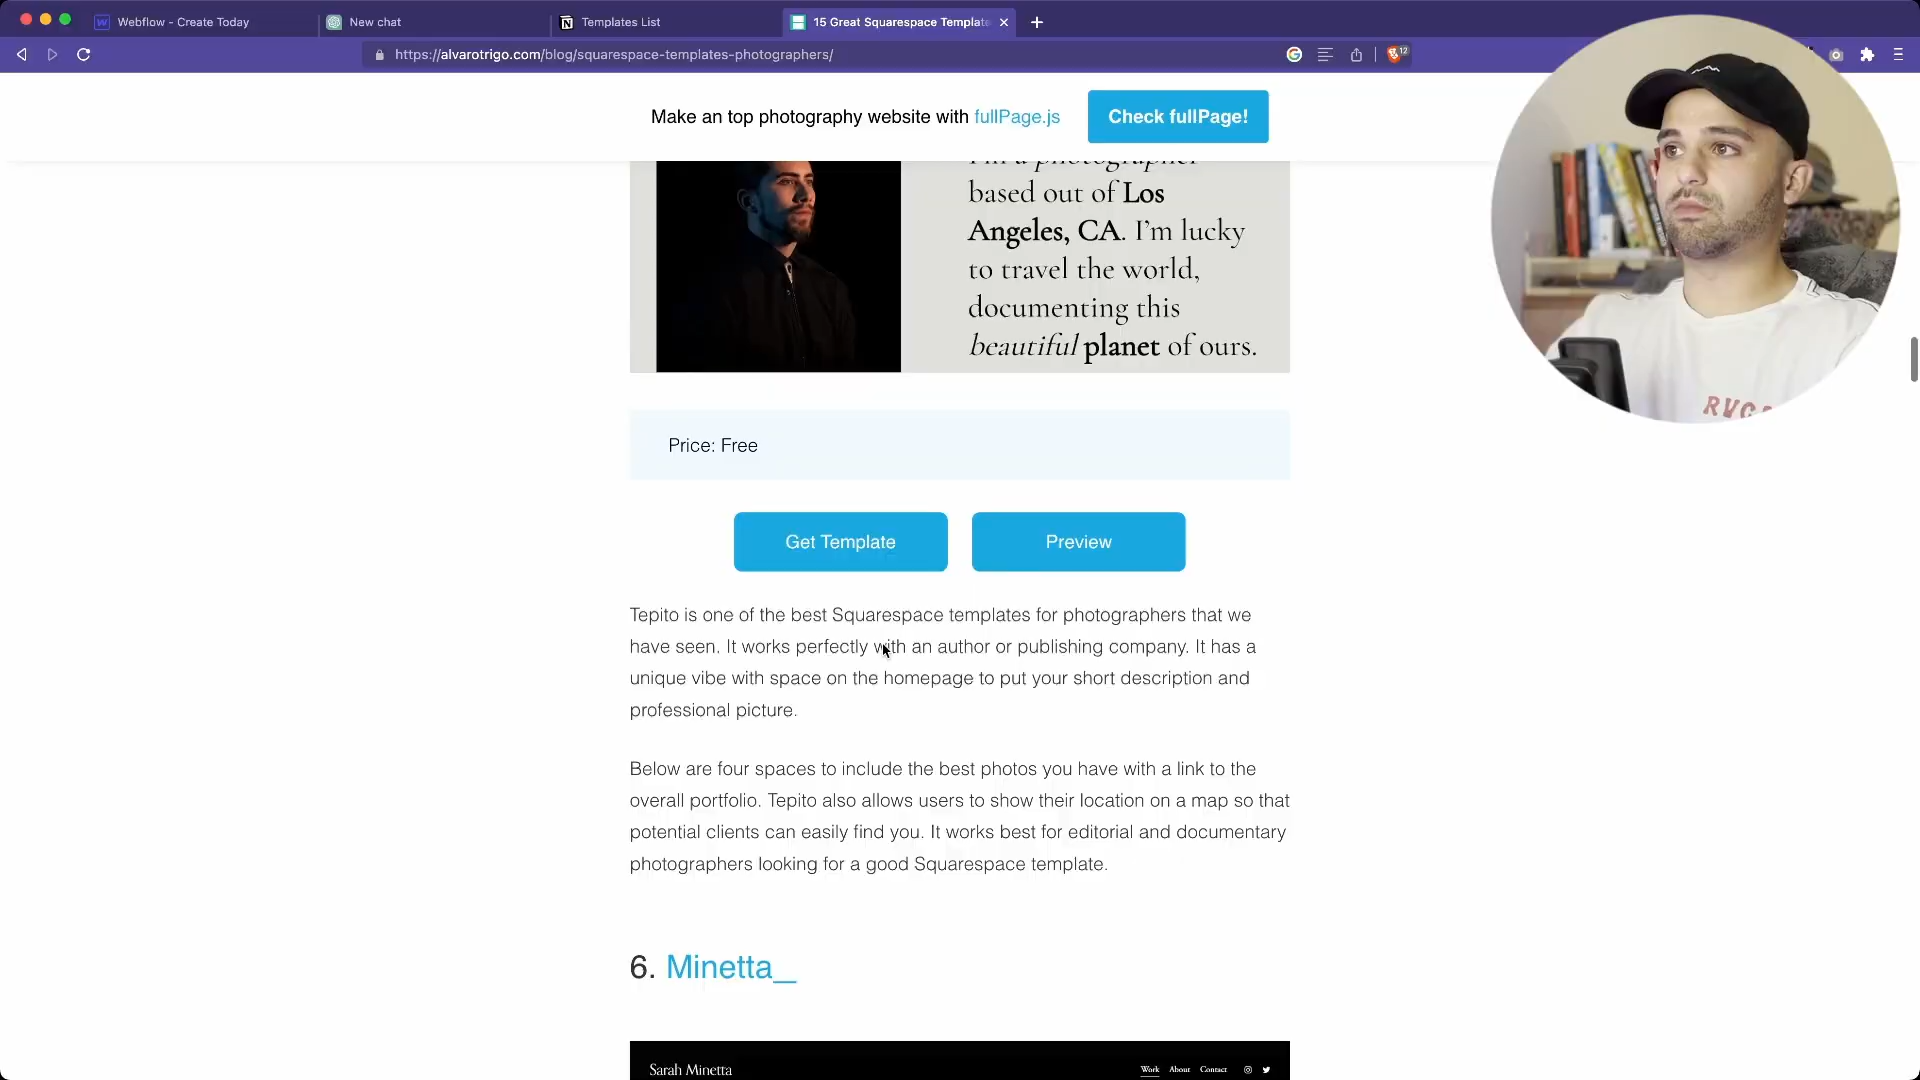 Webflow - Create Today
New chat
Templates List
15 Great Squarespace Templat
https://alvarotrigo.com/blog/squarespace-templates-photographers/
12
Make an top photography website with fullPage.js
Check fullPage!
I'm a photographer
based out of Los
Angeles, CA. I'm lucky
to travel the world,
documenting this
beautiful planet of ours.
Price: Free
Get Template
Preview
Tepito is one of the best Squarespace templates for photographers that we
have seen. It works perfectly with an author or publishing company. It has a
unique vibe with space on the homepage to put your short description and
professional picture.
Below are four spaces to include the best photos you have with a link to the
overall portfolio. Tepito also allows users to show their location on a map so that
potential clients can easily find you. It works best for editorial and documentary
photographers looking for a good Squarespace template.
6. Minetta_
Sarah Minetta
Work About Contact
RVCA